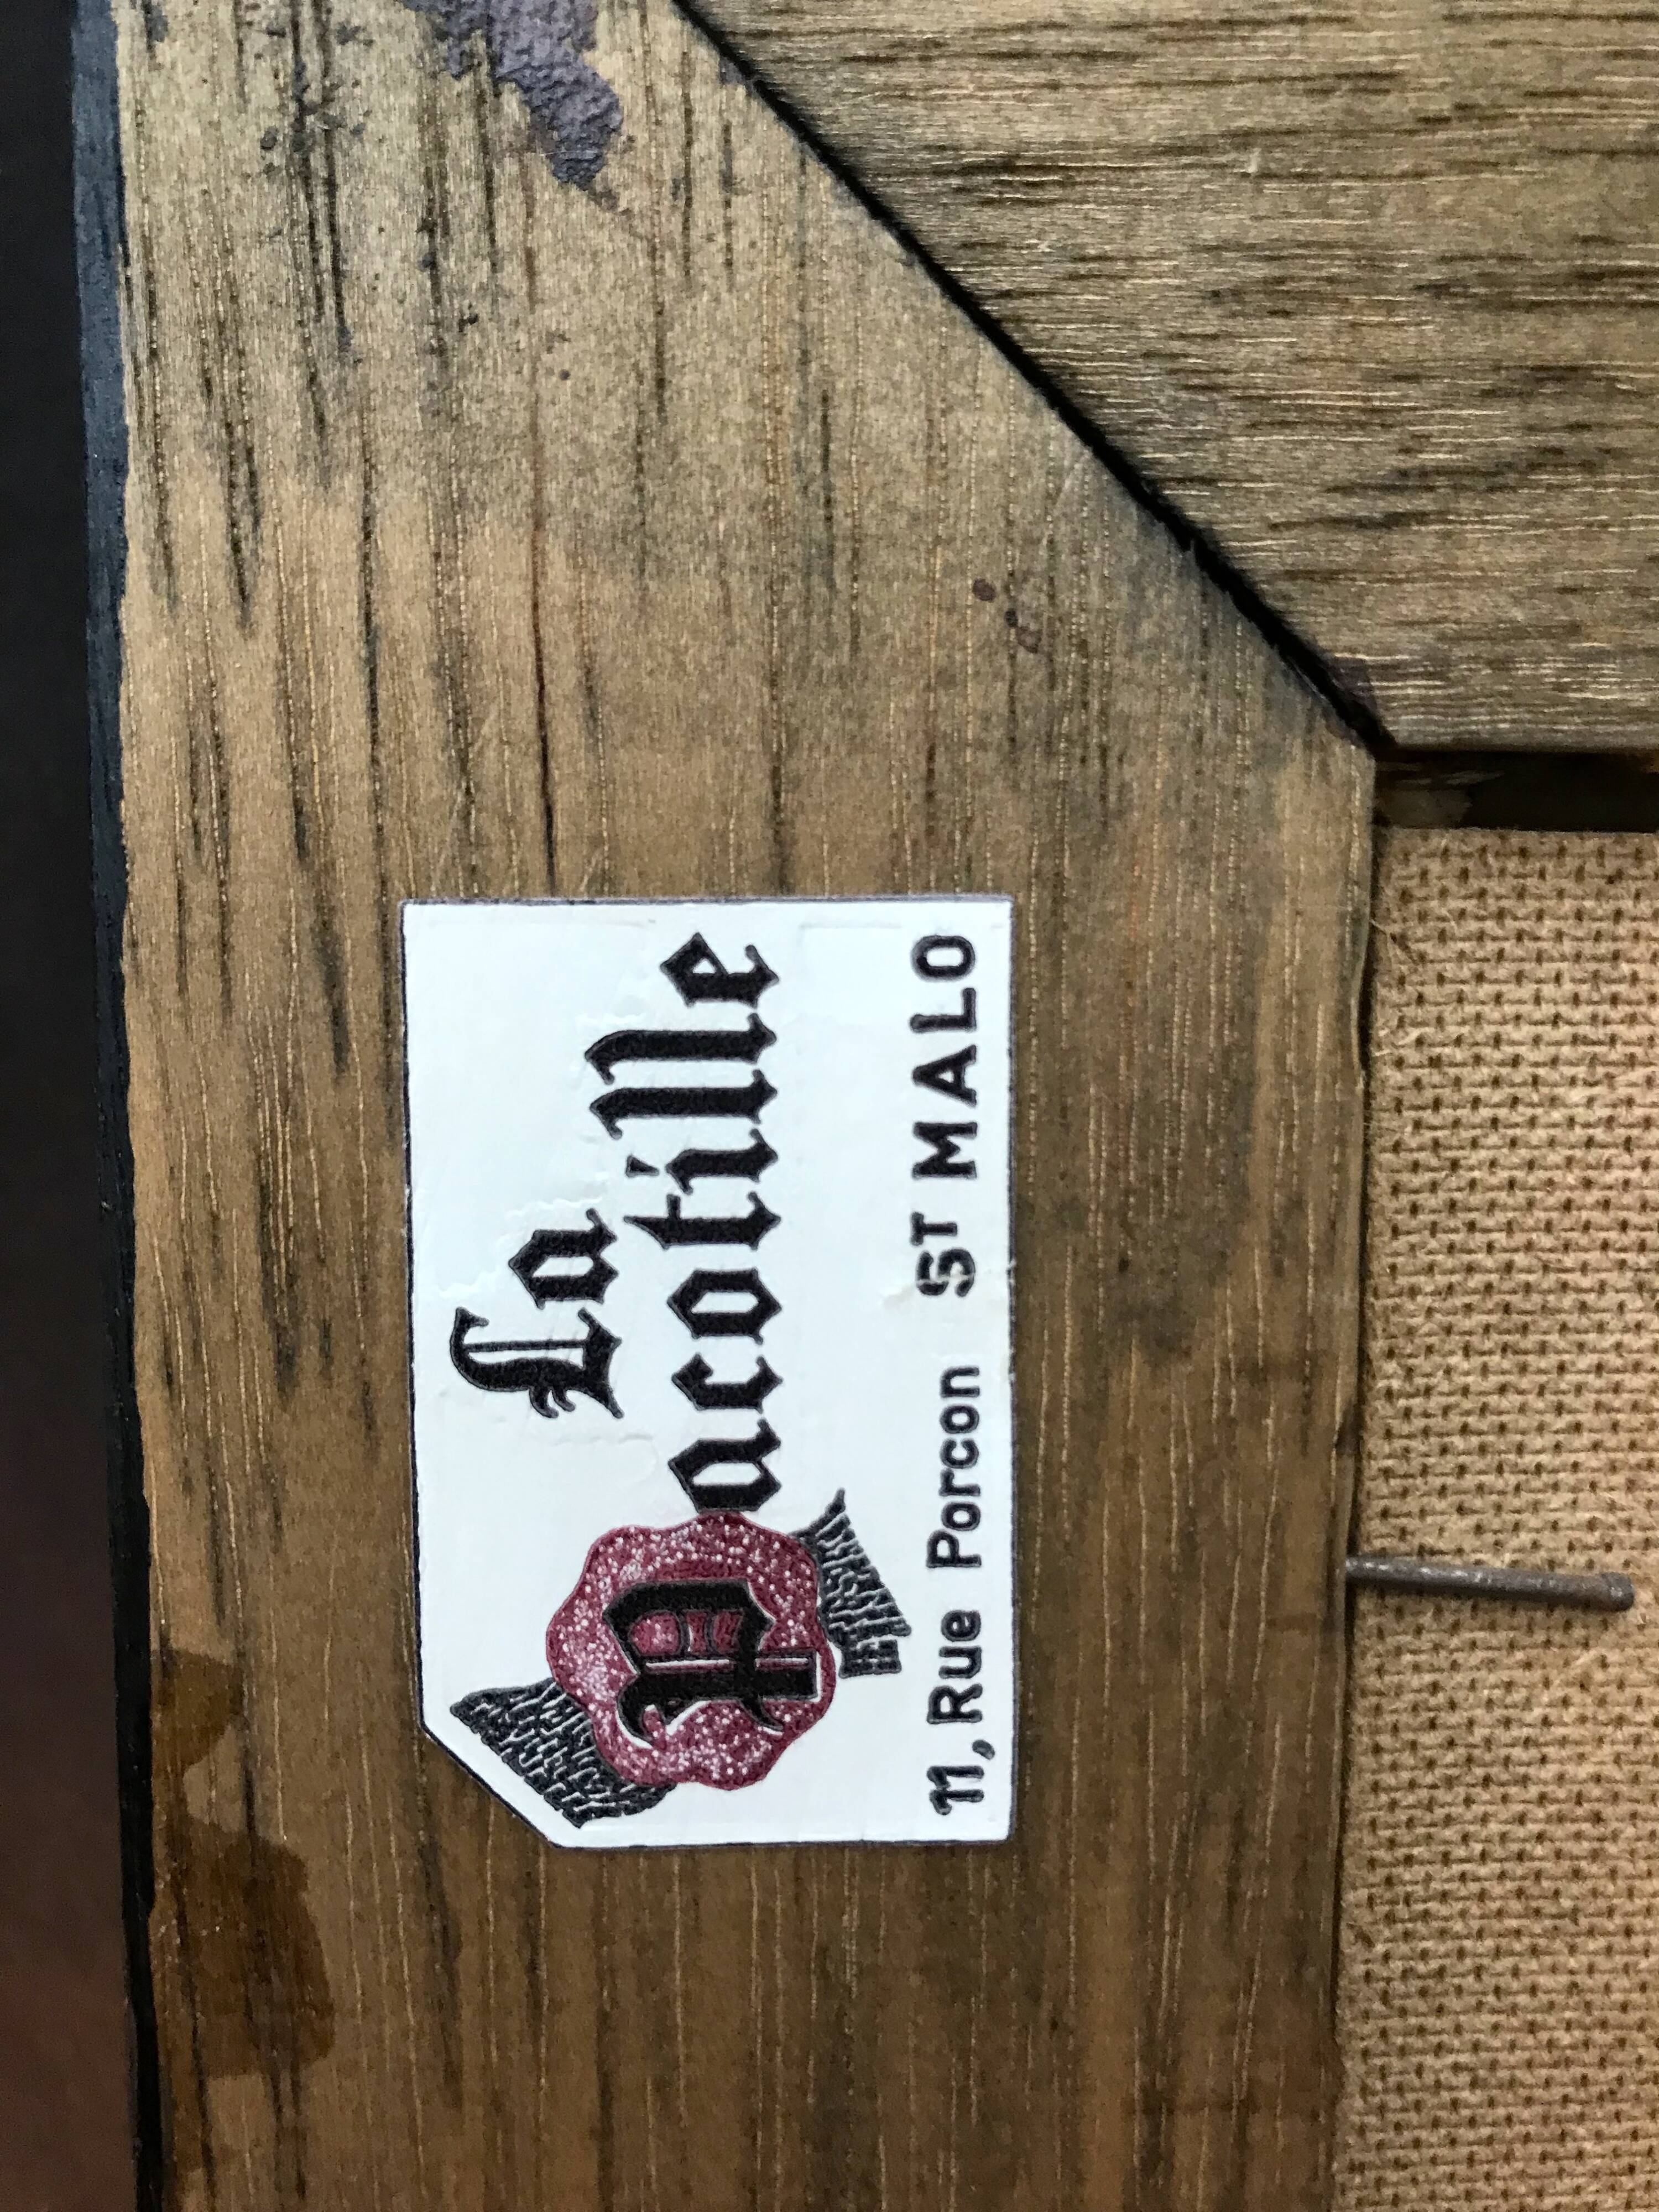 La
Pacotille
11, Rue Porcon ST MALO